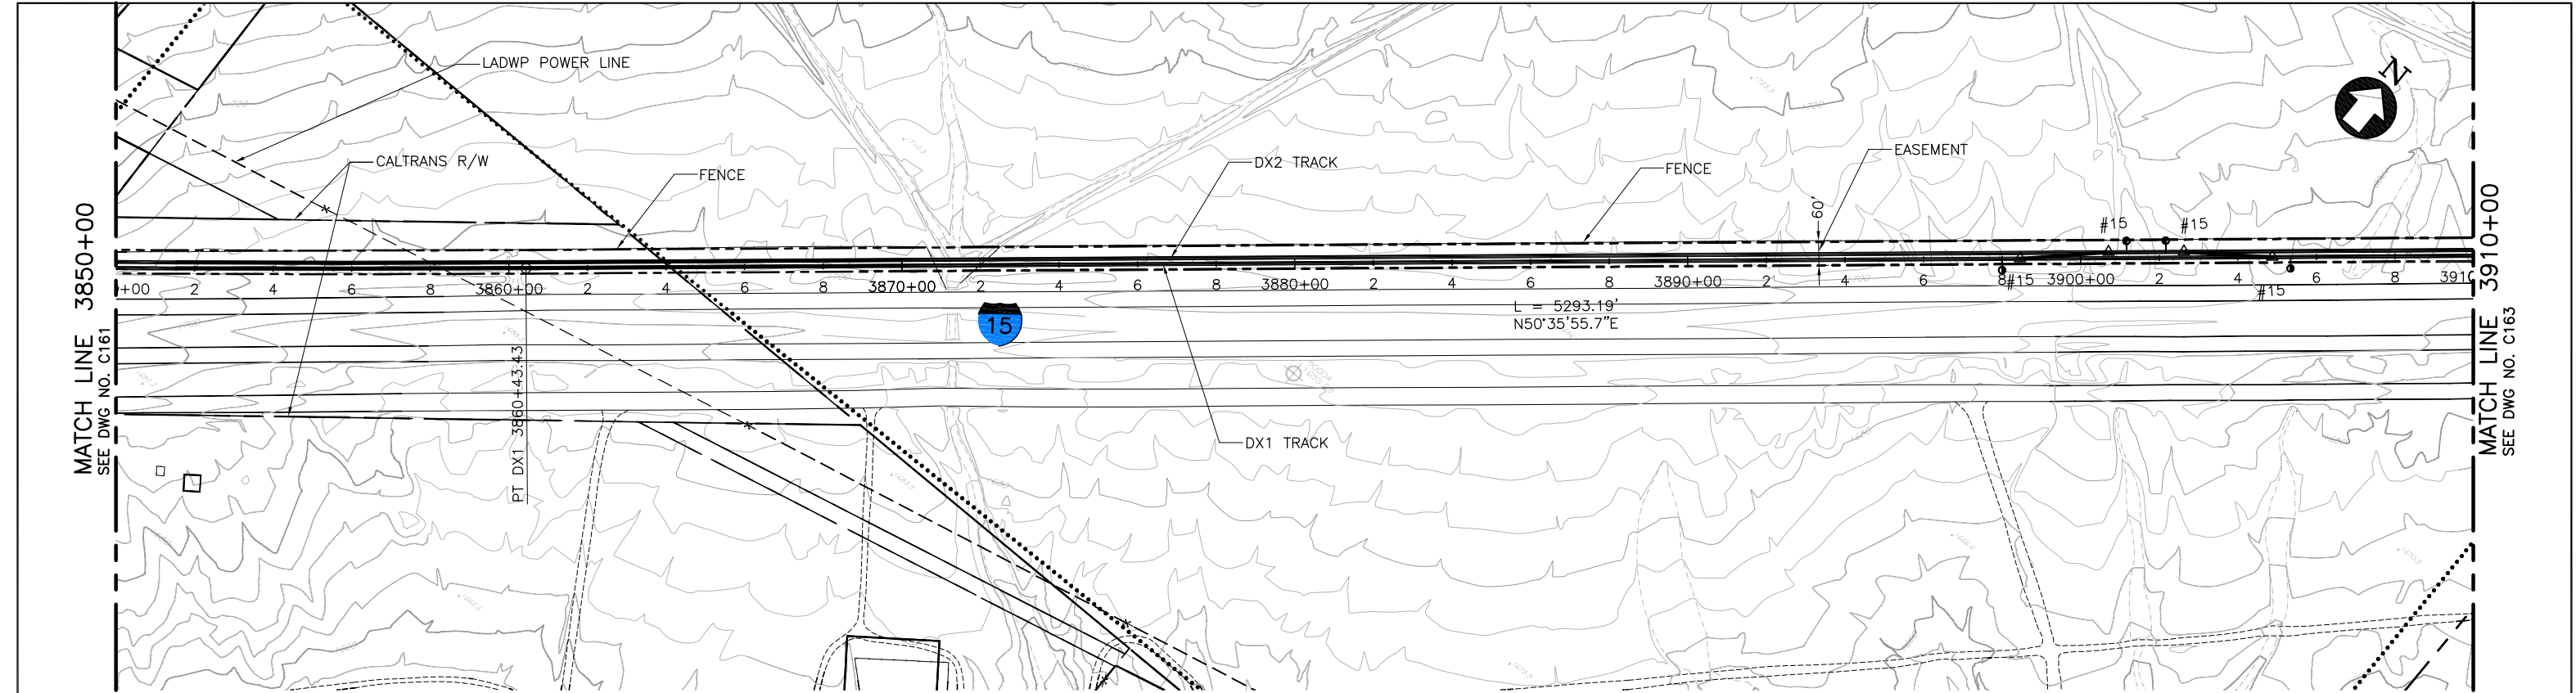 LADWP POWER LINE
CALTRANS R/W
FENCE
DX2 TRACK
FENCE
EASEMENT
60'
#15
#15
N
MATCH LINE 3850+00
SEE DWG NO. C161
+00 2 4 6 8 3860+00 2 4 6 8 3870+00 2 4 6 8 3880+00 2 4 6 8 3890+00 2 4 6 8 3900+00 2 4 6 8 3910
#15
#15
15
L = 5293.19'
N50°35'55.7"E
PT DX1 3860+43.43
DX1 TRACK
MATCH LINE 3910+00
SEE DWG NO. C163